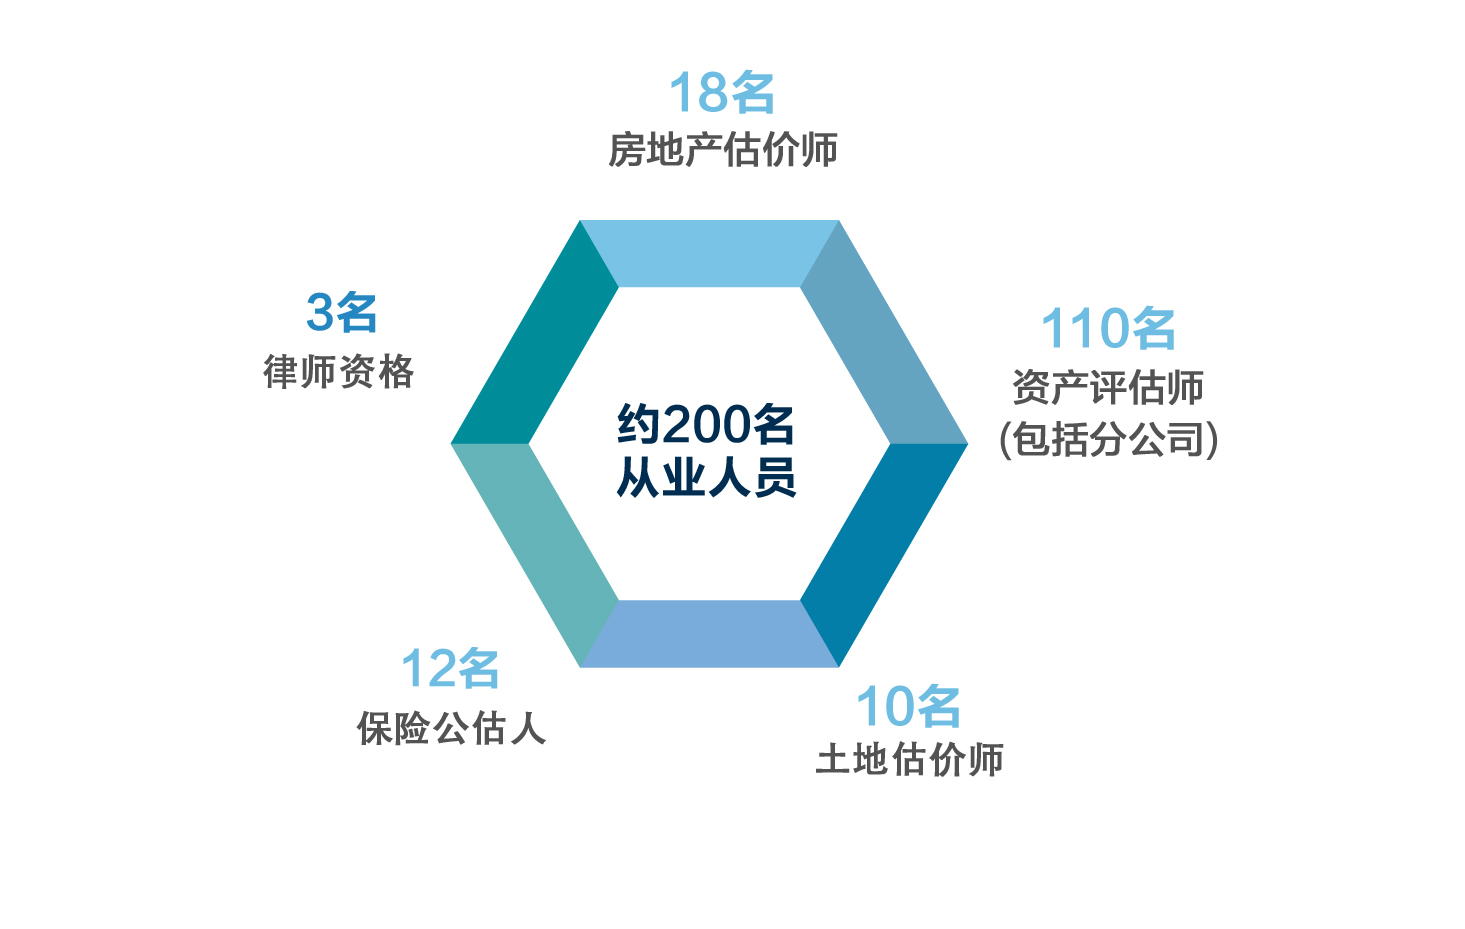 18名
房地产估价师
3名
律师资格
110名
资产评估师
(包括分公司)
约200名
从业人员
12名
保险公估人
10名
土地估价师